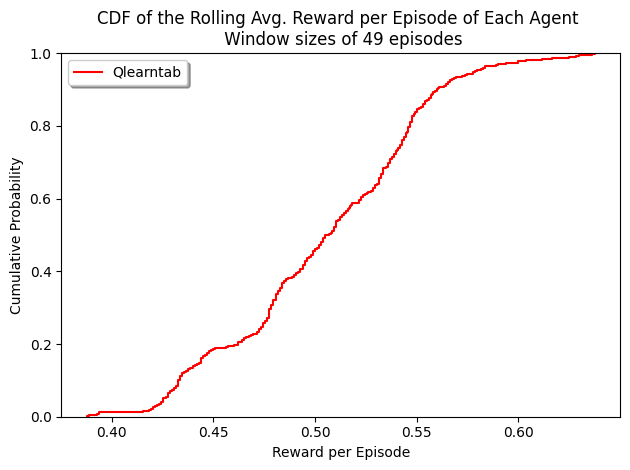 CDF of the Rolling Avg. Reward per Episode of Each Agent
Window sizes of 49 episodes
Qlearntab
1.0
0.8
0.6
0.4
0.2
0.0
Cumulative Probability
0.40 0.45 0.50 0.55 0.60
Reward per Episode